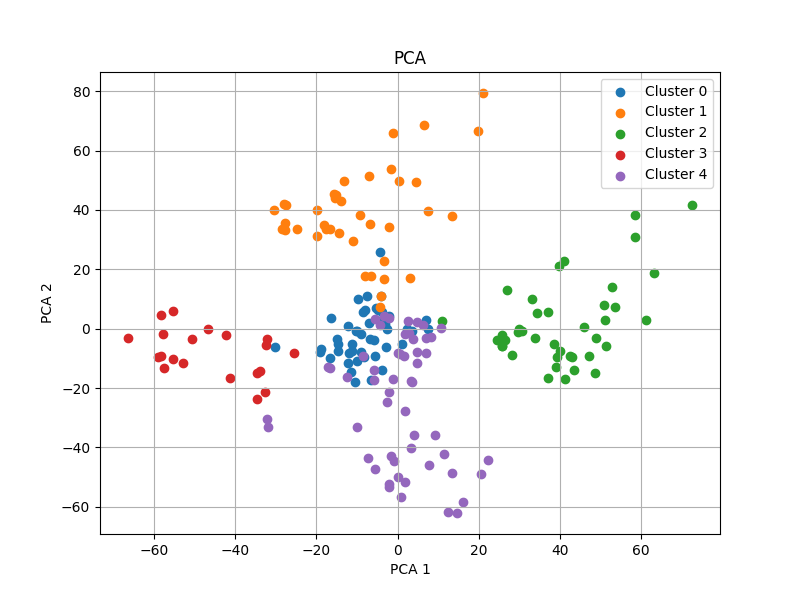 PCA
Cluster 0
Cluster 1
Cluster 2
Cluster 3
Cluster 4
80
60
40
20
0
−20
−40
−60
PCA 2
−60 −40 −20 0 20 40 60
PCA 1